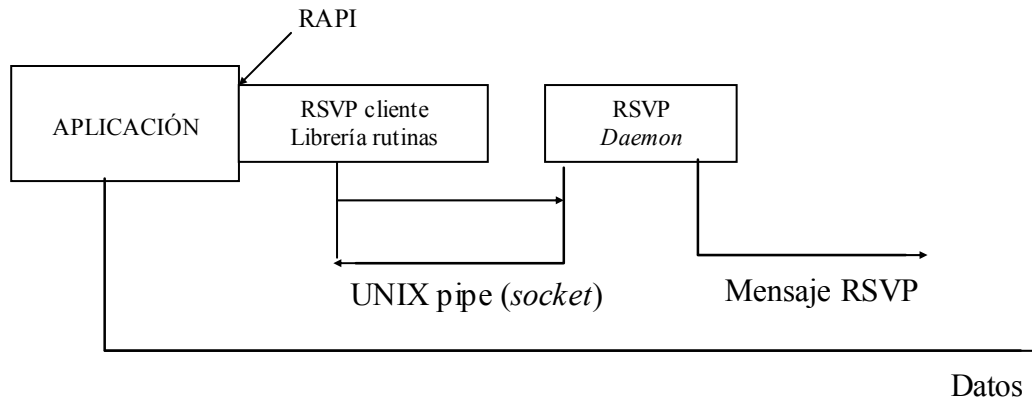 RAPI
APLICACIÓN
RSVP cliente
Librería rutinas
RSVP
Daemon
UNIX pipe (socket)
Mensaje RSVP
Datos